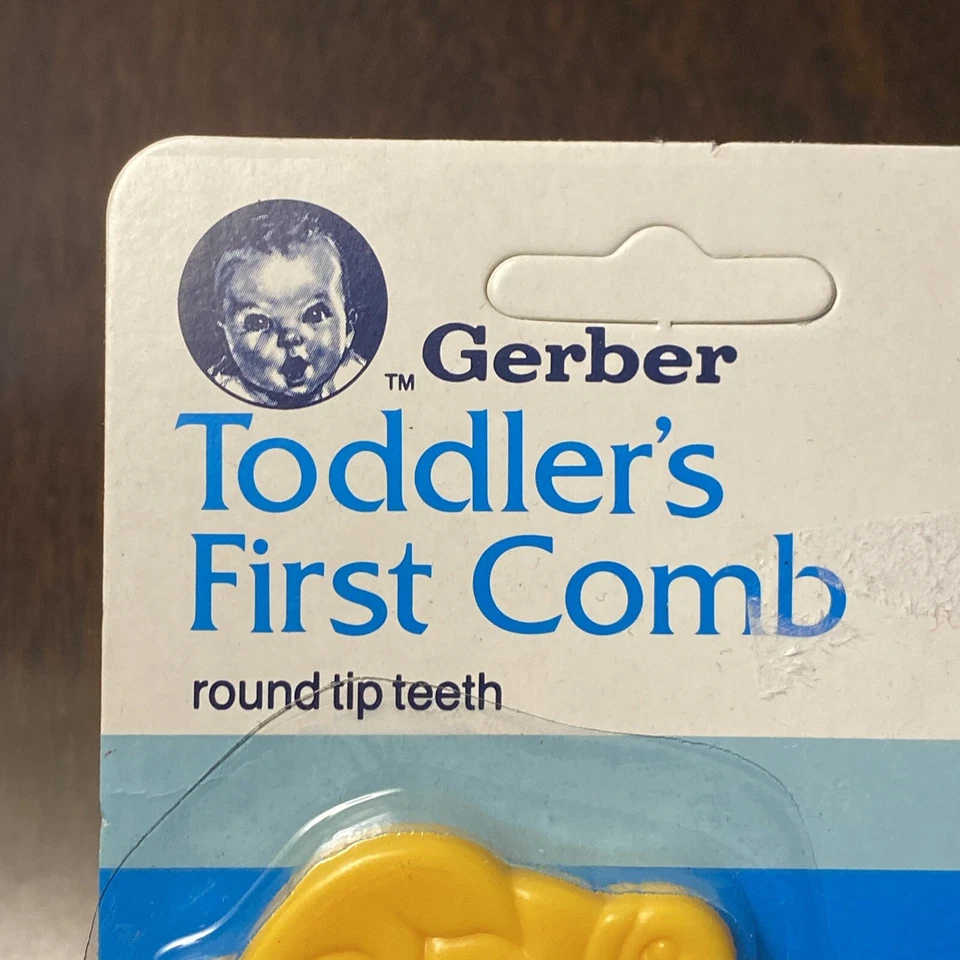 ™ Gerber
Toddler's
First Comb
round tip teeth